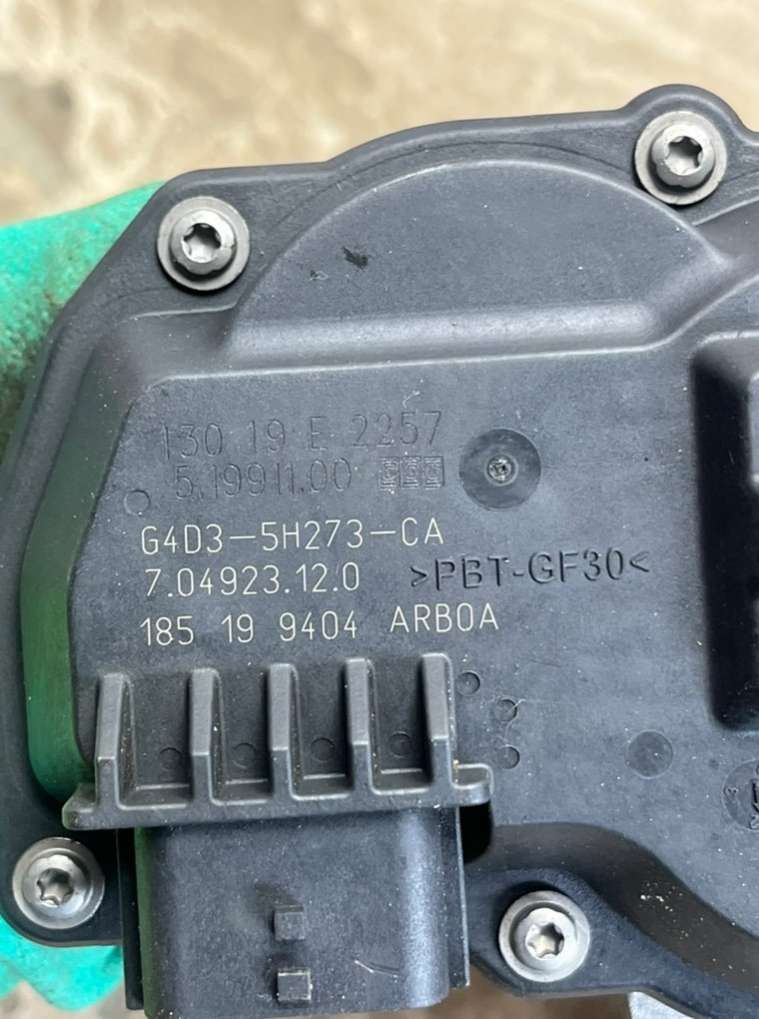 130 19 E 2257
5.19911.00
G4D3-5H273-CA
7.04923.12.0 >PBT-GF30<
185 19 9404 ARB0A